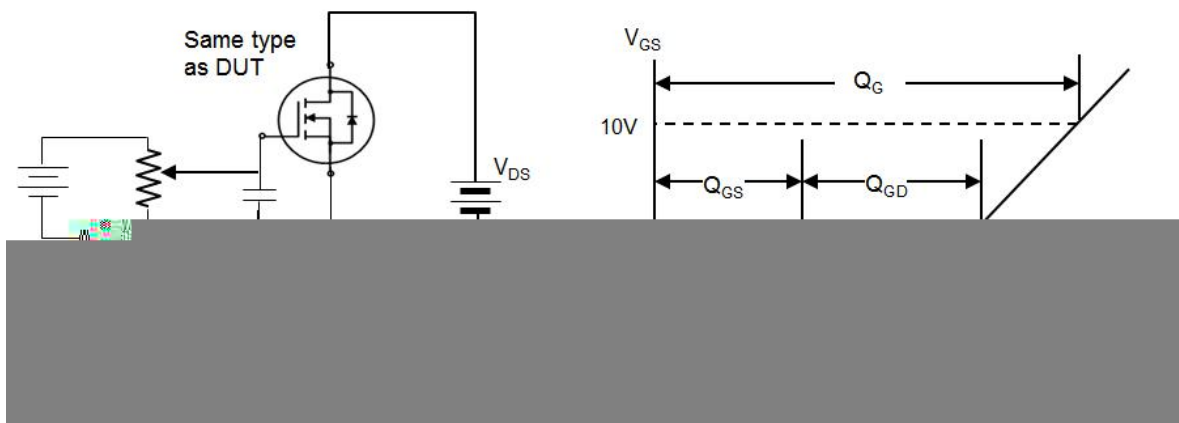 Same type
as DUT
VDS
VGS
QG
10V
QGS
QGD